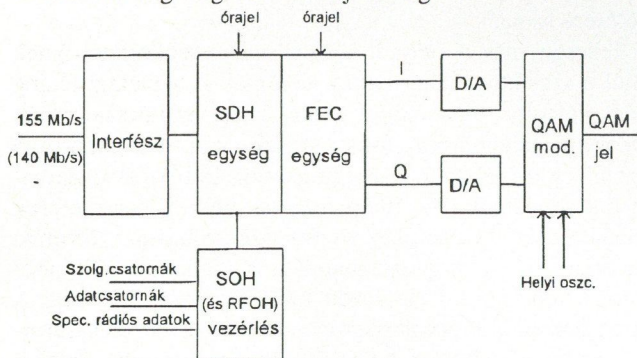 órajel
órajel
155 Mb/s
(140 Mb/s)
Interfész
SDH
egység
FEC
egység
I
Q
D/A
D/A
QAM
mod.
QAM
jel
Helyi oszc.
Szolg.csatornák
Adatcsatornák
Spec. rádiós adatok
SOH
(és RFOH)
vezérlés